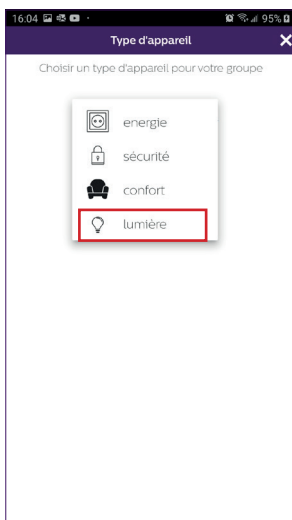 16:04 95%
Type d'appareil
Choisir un type d'appareil pour votre groupe
energie
sécurité
confort
lumière